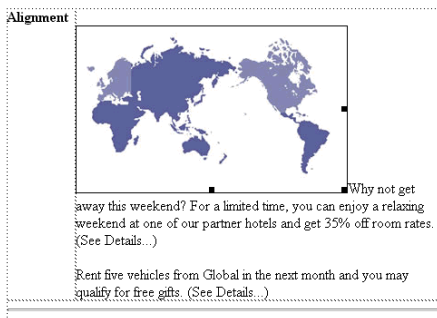 Alignment
Why not get
away this weekend? For a limited time, you can enjoy a relaxing
weekend at one of our partner hotels and get 35% off room rates.
(See Details...)
Rent five vehicles from Global in the next month and you may
qualify for free gifts. (See Details...)